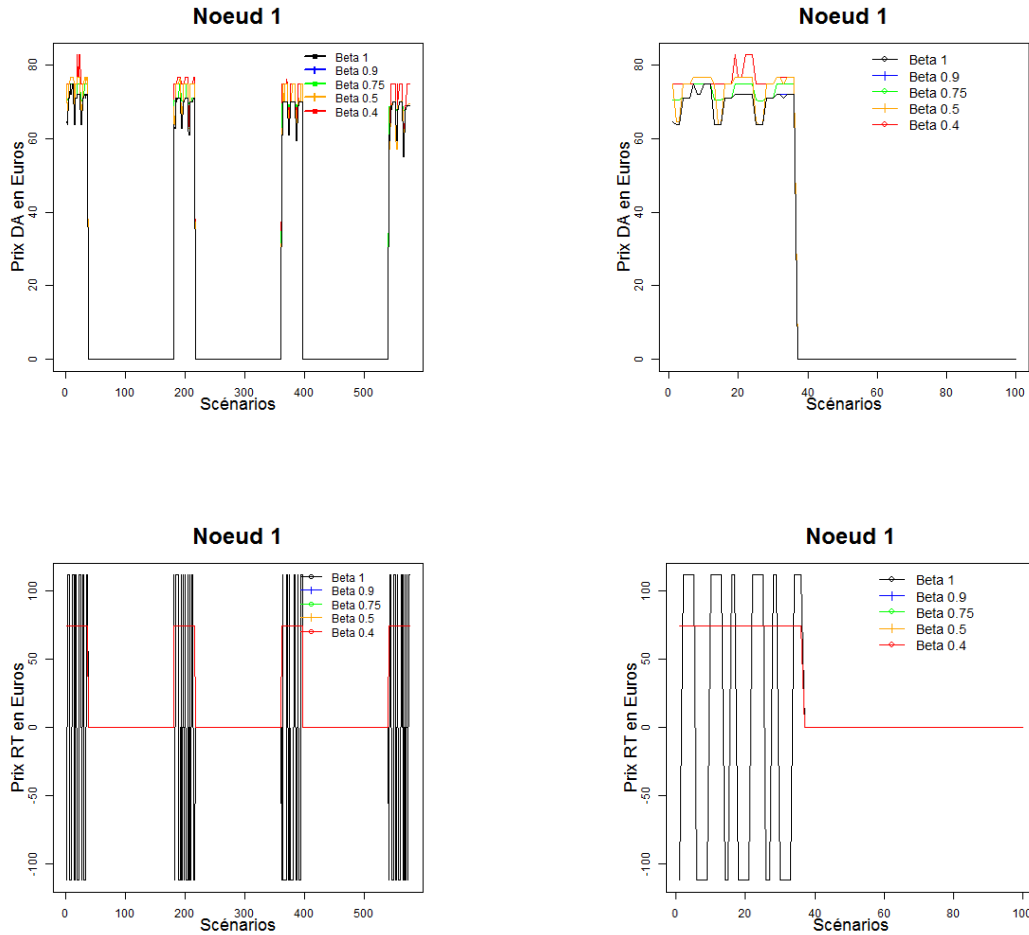 Noeud 1
Prix DA en Euros
80
60
40
20
0
0 100 200 300 400 500
Scénarios
Beta 1
Beta 0.9
Beta 0.75
Beta 0.5
Beta 0.4
Noeud 1
Prix DA en Euros
80
60
40
20
0
0 20 40 60 80 100
Scénarios
Beta 1
Beta 0.9
Beta 0.75
Beta 0.5
Beta 0.4
Noeud 1
Prix RT en Euros
100
50
0
-50
-100
0 100 200 300 400 500
Scénarios
Beta 1
Beta 0.9
Beta 0.75
Beta 0.5
Beta 0.4
Noeud 1
Prix RT en Euros
100
50
0
-50
-100
0 20 40 60 80 100
Scénarios
Beta 1
Beta 0.9
Beta 0.75
Beta 0.5
Beta 0.4